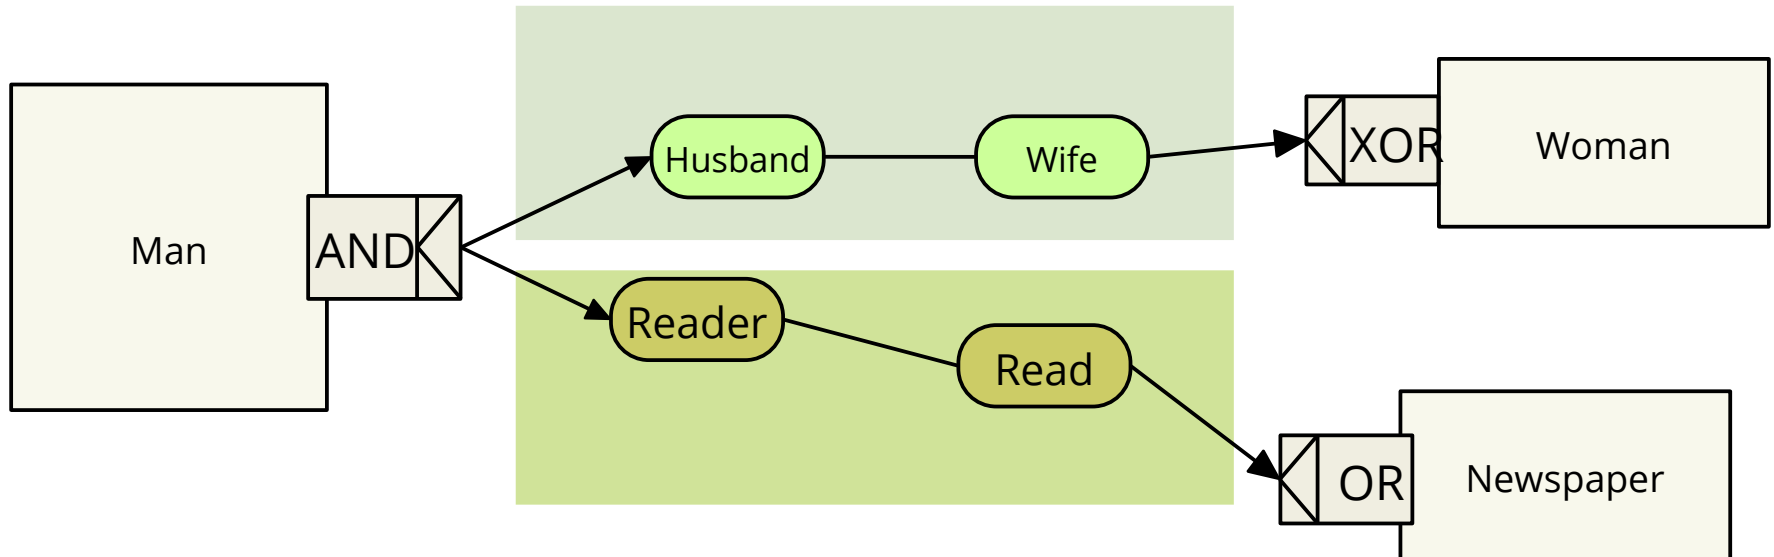 Man
AND
Husband
Wife
XOR
Woman
Reader
Read
OR
Newspaper